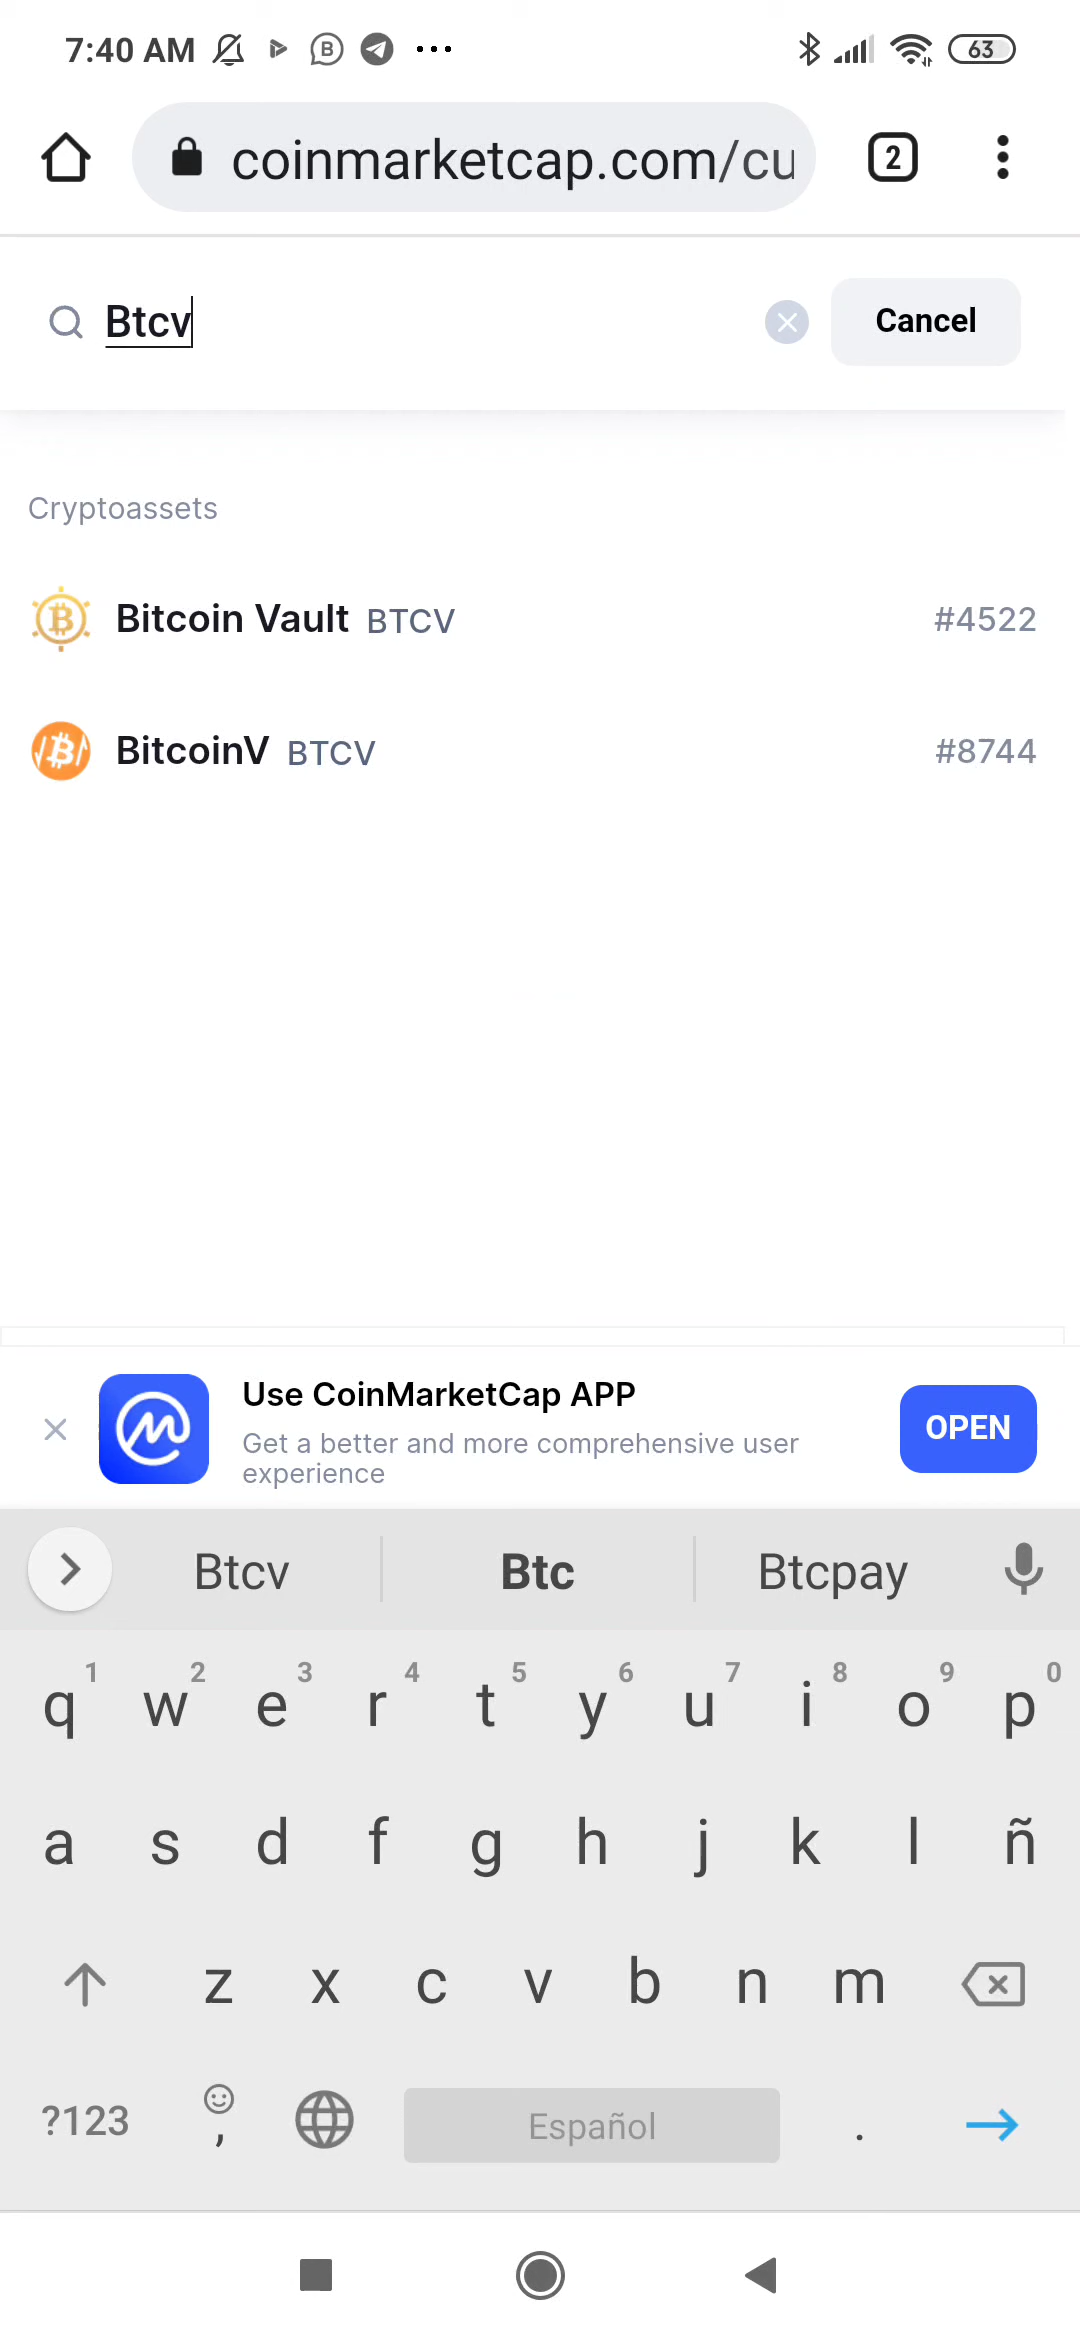 7:40 AM B 63
coinmarketcap.com/cu 2
Btcv Cancel
Cryptoassets
Bitcoin Vault BTCV #4522
BitcoinV BTCV #8744
Use CoinMarketCap APP
Get a better and more comprehensive user
experience
OPEN
Btcv Btc Btcpay
1 2 3 4 5 6 7 8 9 0
q w e r t y u i o p
a s d f g h j k l ñ
z x c v b n m
?123 , Español .